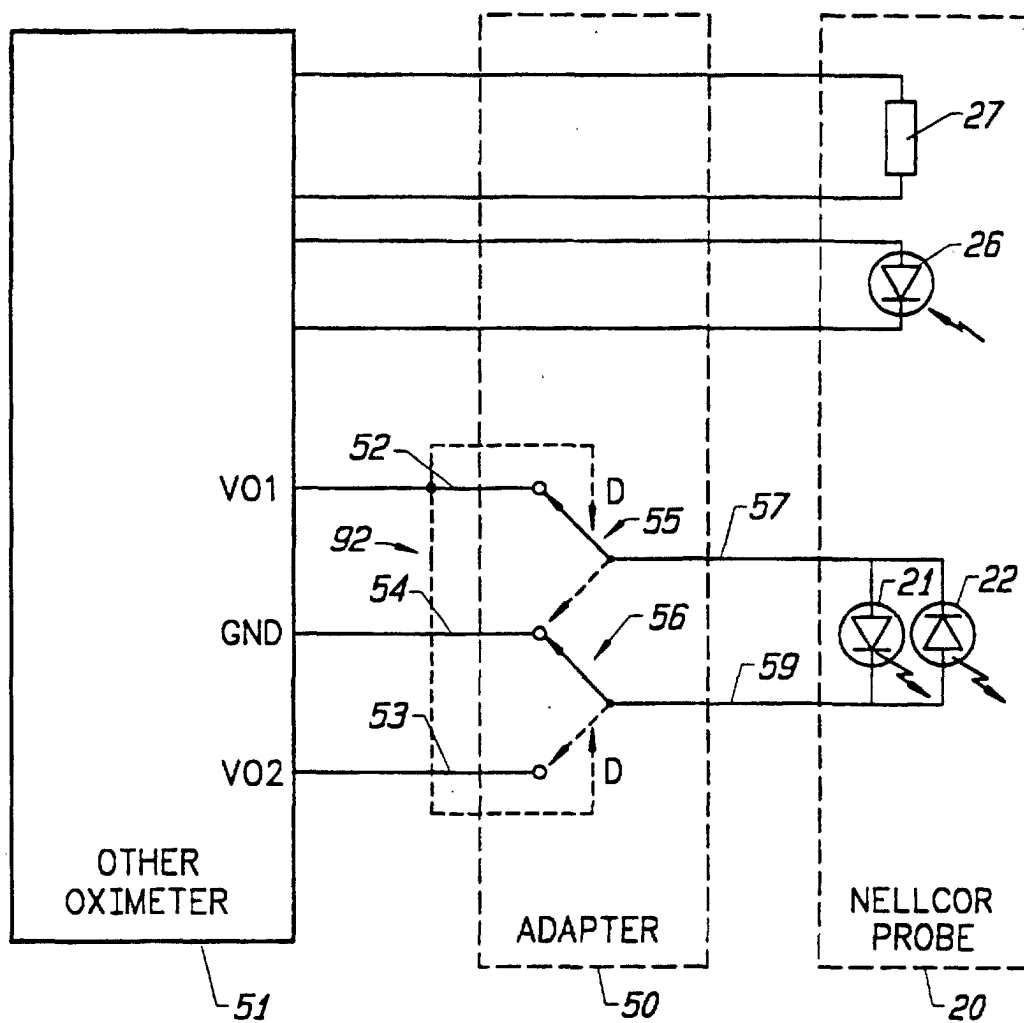 27
26
52
VO1
D
55
57
92
54
21
22
GND
56
59
53
VO2
D
OTHER
OXIMETER
ADAPTER
NELLCOR
PROBE
51
50
20